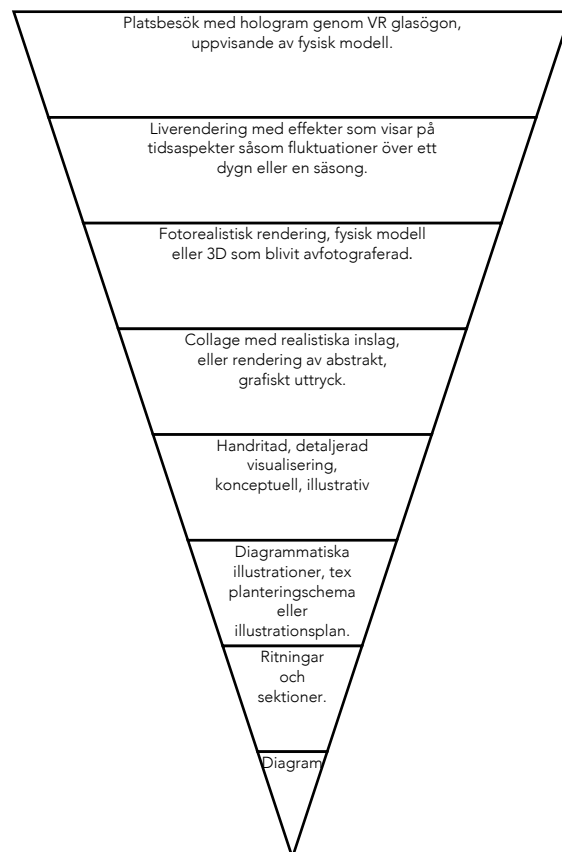 Platsbesök med hologram genom VR glasögon,
uppvisande av fysisk modell.
Liverendering med effekter som visar på
tidsaspekter såsom fluktuationer över ett
dygn eller en säsong.
Fotorealistisk rendering, fysisk modell
eller 3D som blivit avfotograferad.
Collage med realistiska inslag,
eller rendering av abstrakt,
grafiskt uttryck.
Handritad, detaljerad
visualisering,
konceptuell, illustrativ
Diagrammatiska
illustrationer, tex
planteringschema
eller
illustrationsplan.
Ritningar
och
sektioner.
Diagram